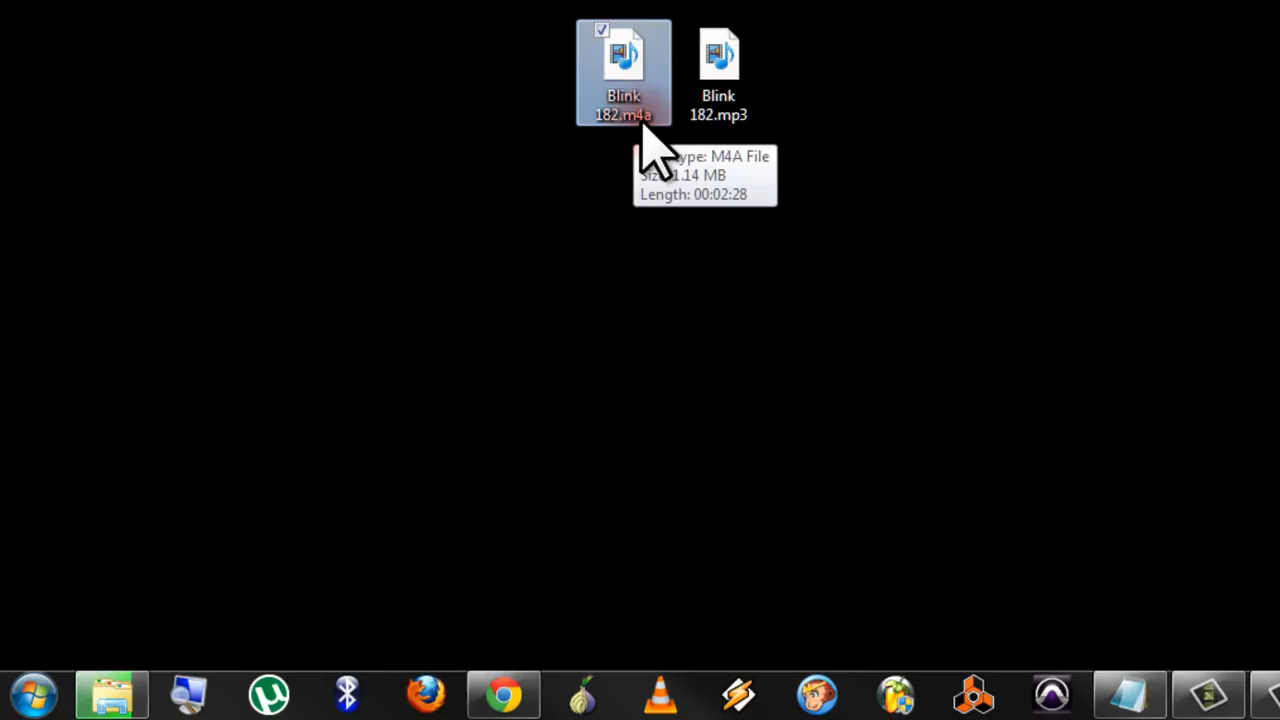 Blink
182.m4a
Blink
182.mp3
ype: M4A File
1.14 MB
Length: 00:02:28